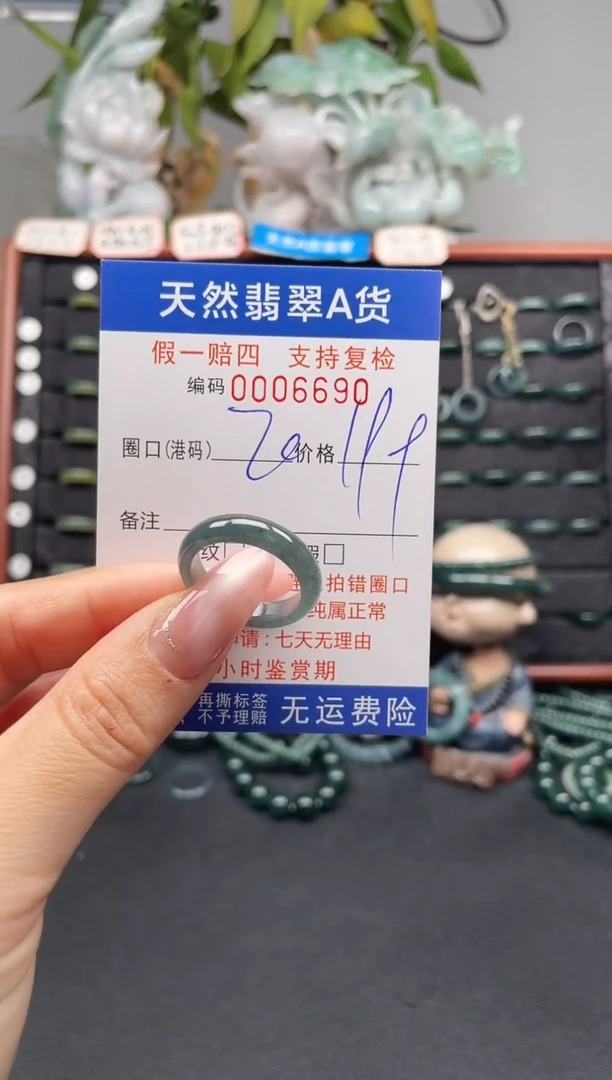 天然翡翠A货
假一赔四 支持复检
编码 0006690
圈口(港码) 20 价格 199
备注
纹
拍错圈口
纯属正常
请:七天无理由
小时鉴赏期
再撕标签
不予理赔 无运费险